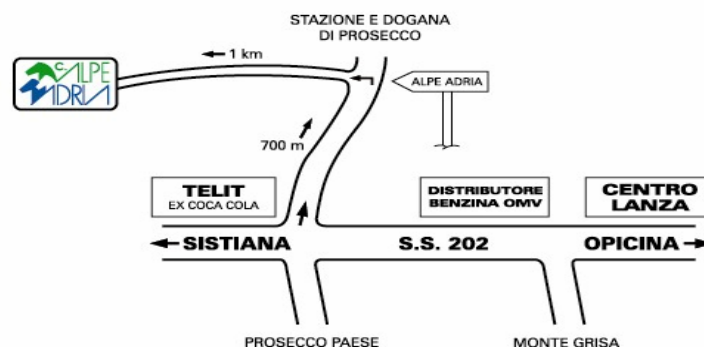 STAZIONE E DOGANA
DI PROSECCO
1 km
C. ALPE
ADRIA
ALPE ADRIA
700 m
TELIT
EX COCA COLA
DISTRIBUTORE
BENZINA OMV
CENTRO
LANZA
SISTIANA
S.S. 202
OPICINA
PROSECCO PAESE
MONTE GRISA